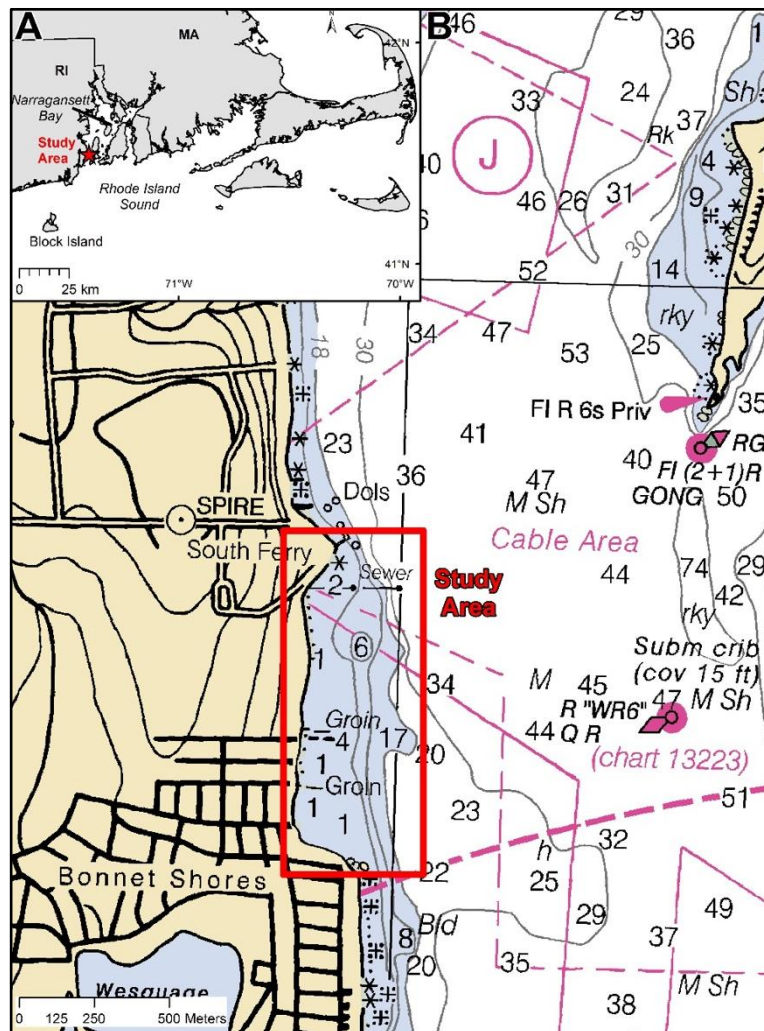 A
MA
42°N
RI
Narragansett
Bay
Study
Area
Rhode Island
Sound
Block Island
41°N
0 25 km
71°W
70°W
B
46
29
36
1
33
24
Sh
37
Rk
J
40
4
9
46
26
31
30
52
14
rky
8
34
47
18
30
53
25
35
Fl R 6s Priv
23
41
RG
36
40
Fl (2+1)R
47
Dols
M Sh
GONG
50
SPIRE
South Ferry
Cable Area
Sewer
Study
Area
2
44
74
29
42
rky
6
1
Subm crib
(cov 15 ft)
34
M
45
47
M Sh
R "WR6"
Groin
44
Q R
4
17
20
(chart 13223)
1
Groin
51
23
1
1
32
h
Bonnet Shores
22
25
49
29
Bld
8
37
20
35
Wesquage
M Sh
38
0 125 250 500 Meters